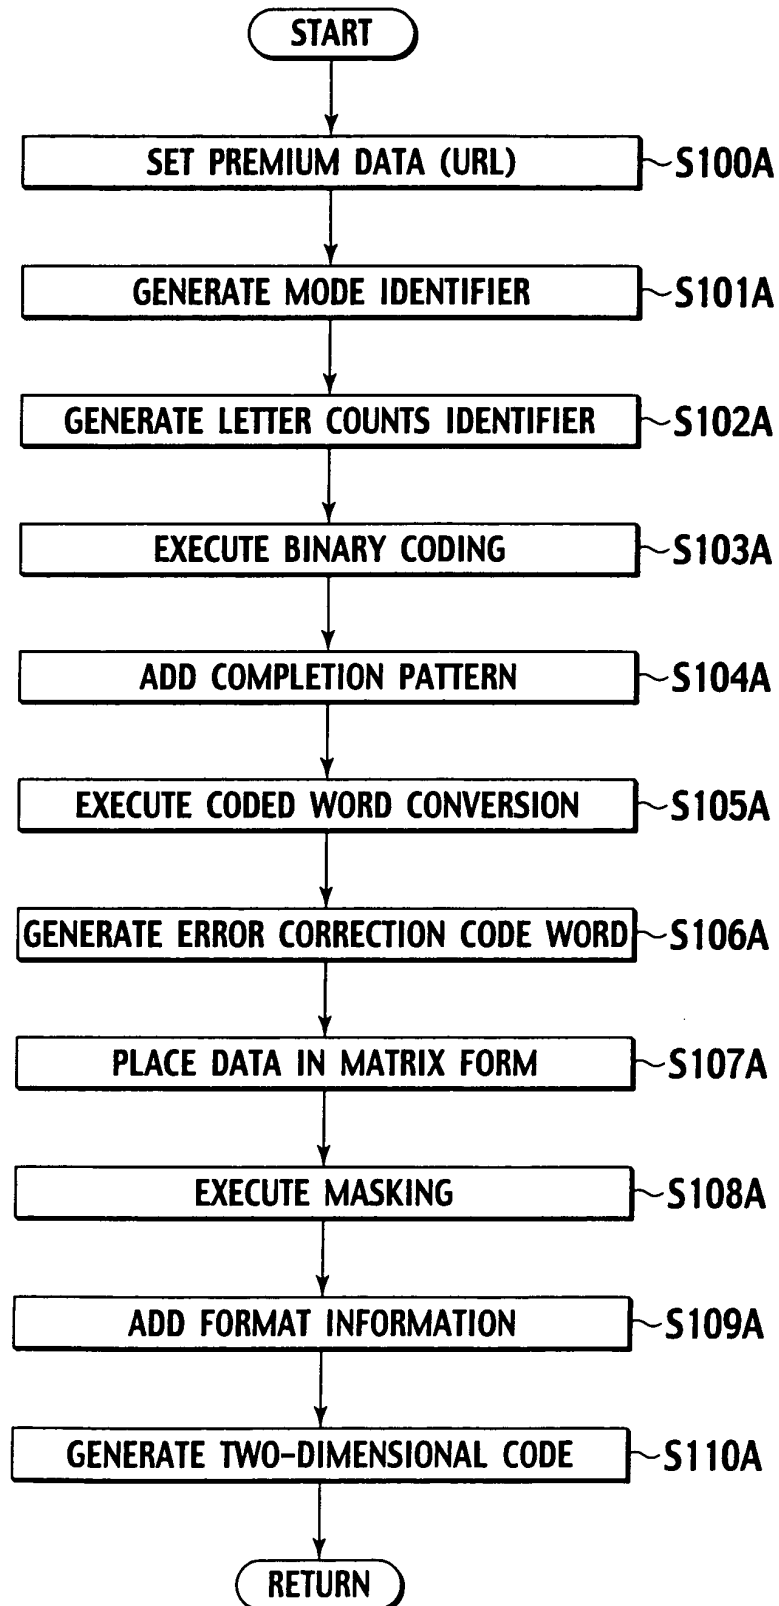 START
SET PREMIUM DATA (URL) S100A
GENERATE MODE IDENTIFIER S101A
GENERATE LETTER COUNTS IDENTIFIER S102A
EXECUTE BINARY CODING S103A
ADD COMPLETION PATTERN S104A
EXECUTE CODED WORD CONVERSION S105A
GENERATE ERROR CORRECTION CODE WORD S106A
PLACE DATA IN MATRIX FORM S107A
EXECUTE MASKING S108A
ADD FORMAT INFORMATION S109A
GENERATE TWO-DIMENSIONAL CODE S110A
RETURN